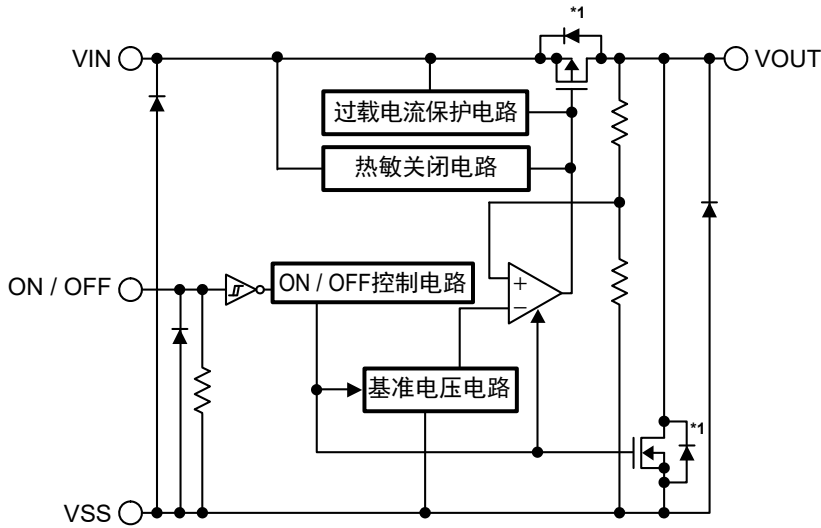 *1
VIN
VOUT
过载电流保护电路
热敏关闭电路
ON / OFF
ON / OFF控制电路
+
−
基准电压电路
*1
VSS